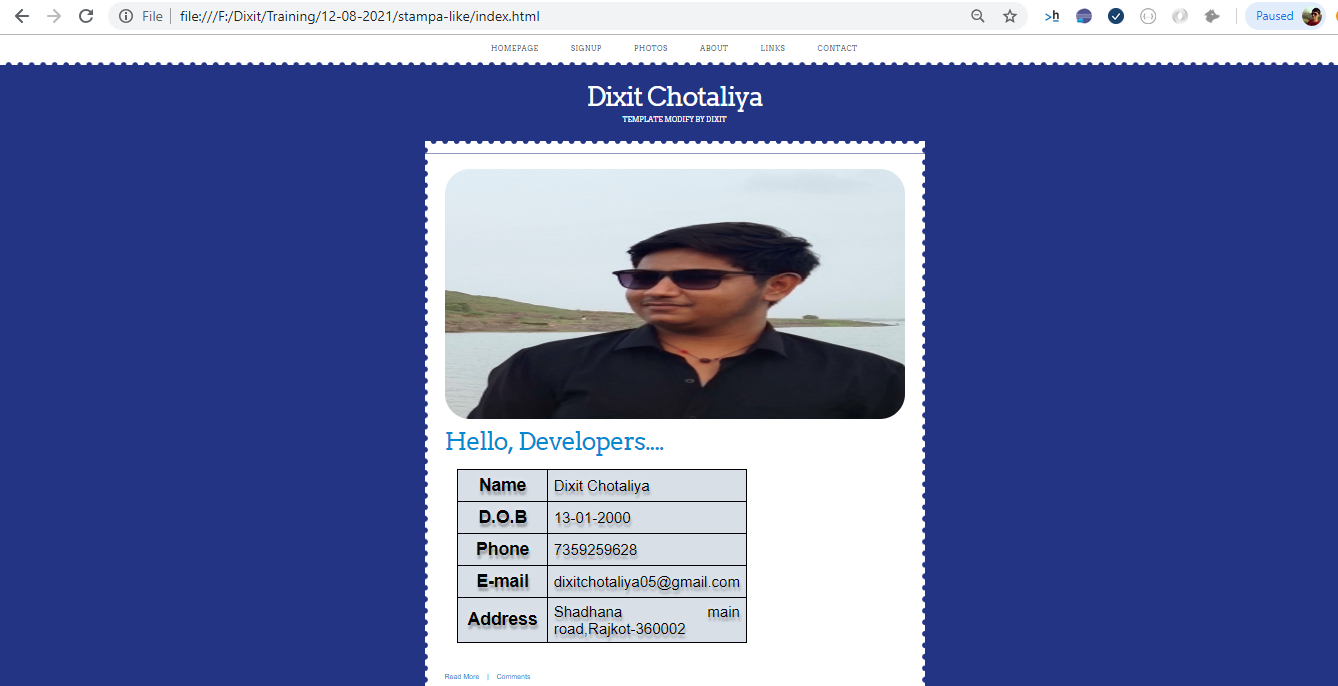 File file:///F:/Dixit/Training/12-08-2021/stampa-like/index.html >h Paused
HOMEPAGE SIGNUP PHOTOS ABOUT LINKS CONTACT
Dixit Chotaliya
TEMPLATE MODIFY BY DIXIT
Hello, Developers....
Name Dixit Chotaliya
D.O.B 13-01-2000
Phone 7359259628
E-mail dixitchotaliya05@gmail.com
Address Shadhana main
road,Rajkot-360002
Read More | Comments